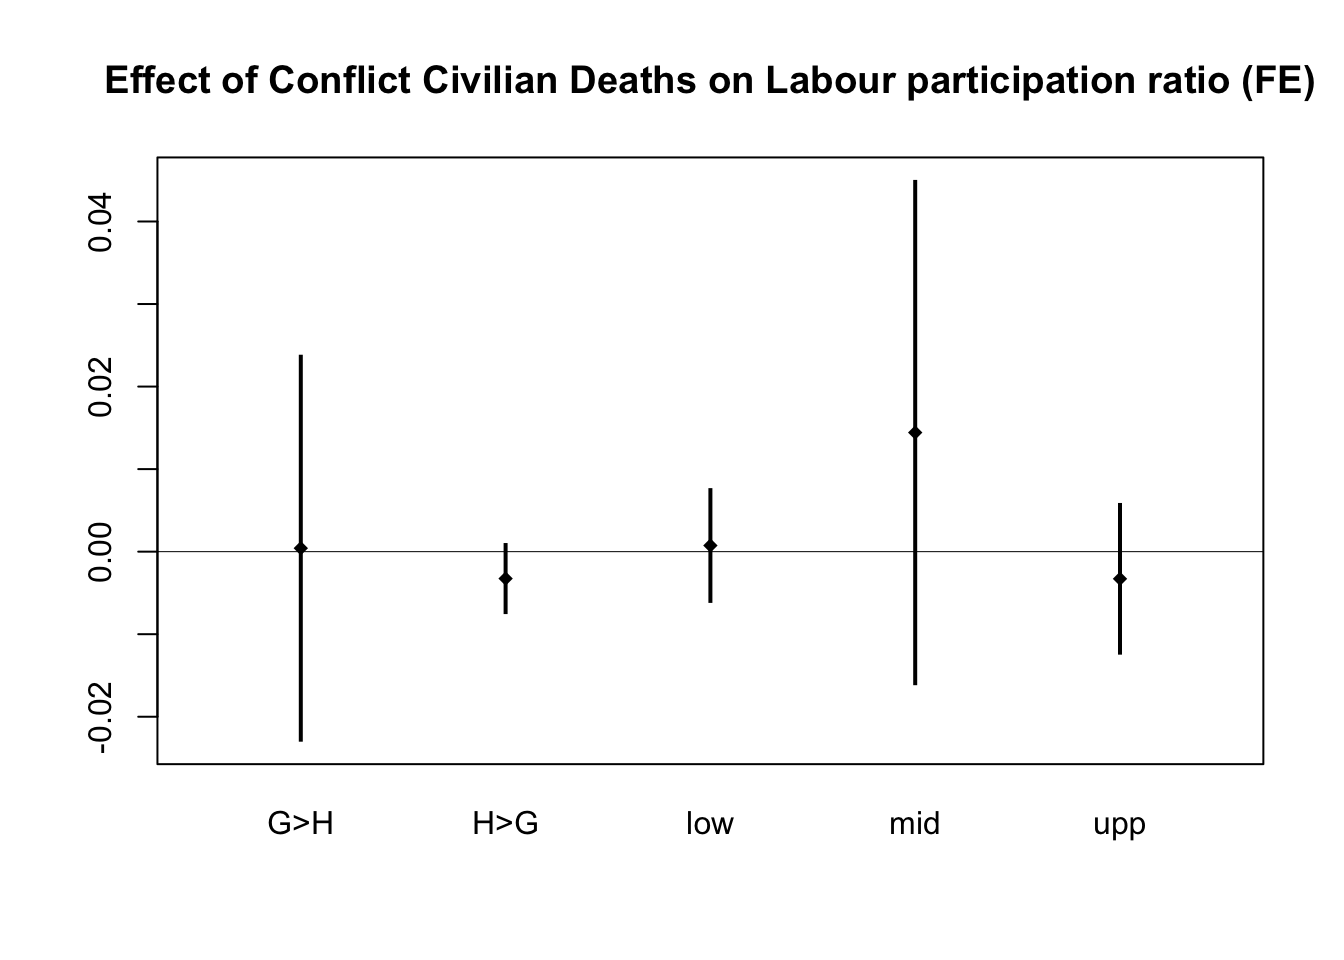 Effect of Conflict Civilian Deaths on Labour participation ratio (FE)
0.04
0.02
0.00
-0.02
G>H H>G low mid upp